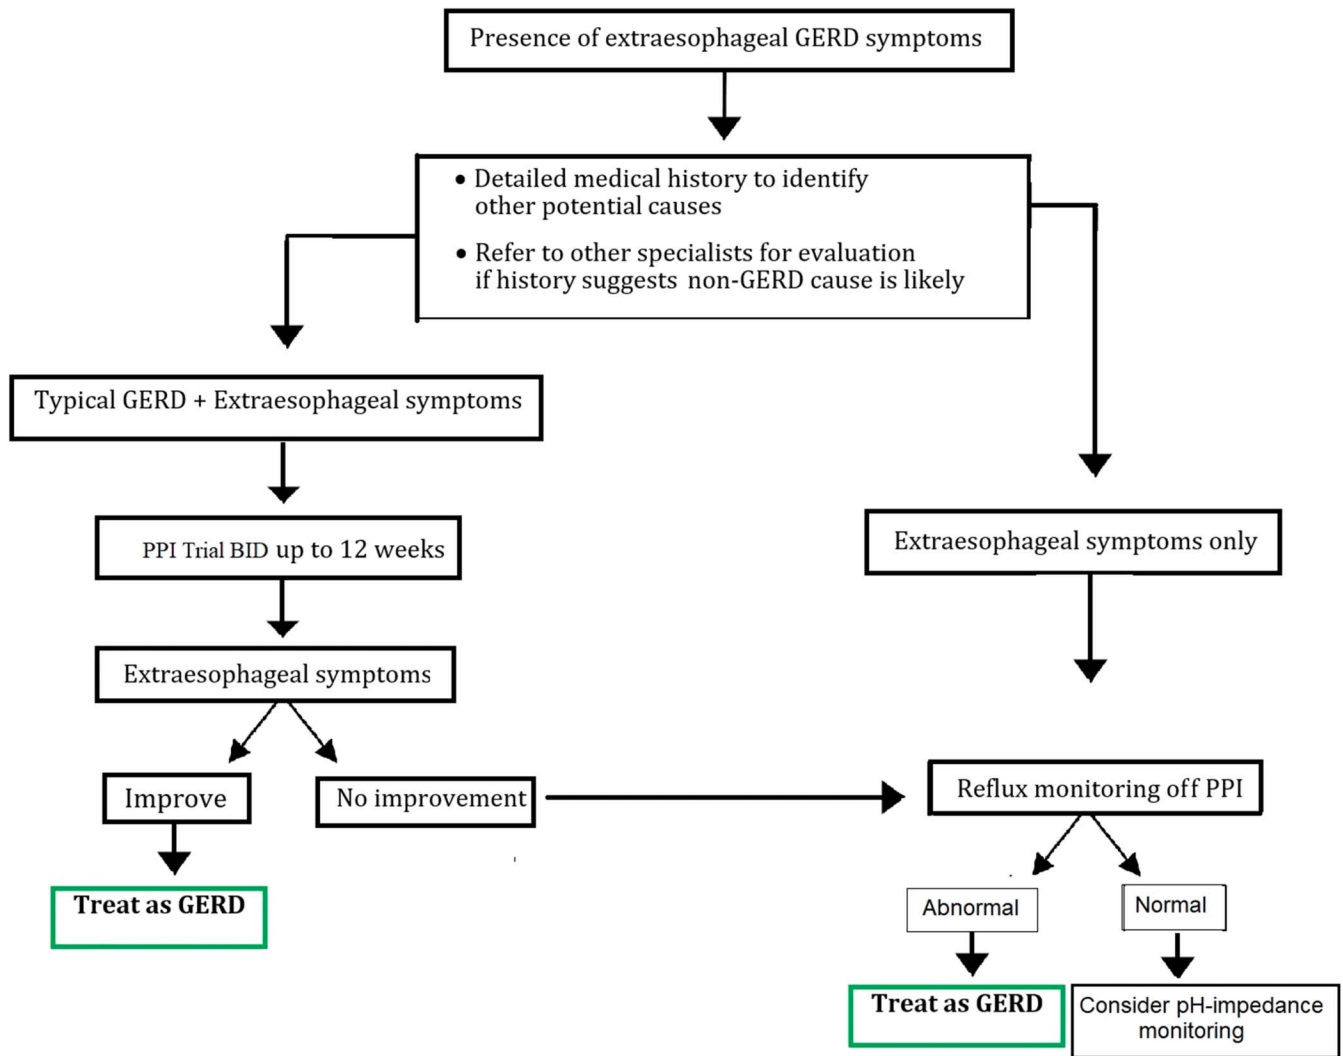 Presence of extraesophageal GERD symptoms
• Detailed medical history to identify
other potential causes
• Refer to other specialists for evaluation
if history suggests non-GERD cause is likely
Typical GERD + Extraesophageal symptoms
PPI Trial BID up to 12 weeks
Extraesophageal symptoms only
Extraesophageal symptoms
Improve
No improvement
Reflux monitoring off PPI
Treat as GERD
Abnormal
Normal
Treat as GERD
Consider pH-impedance
monitoring